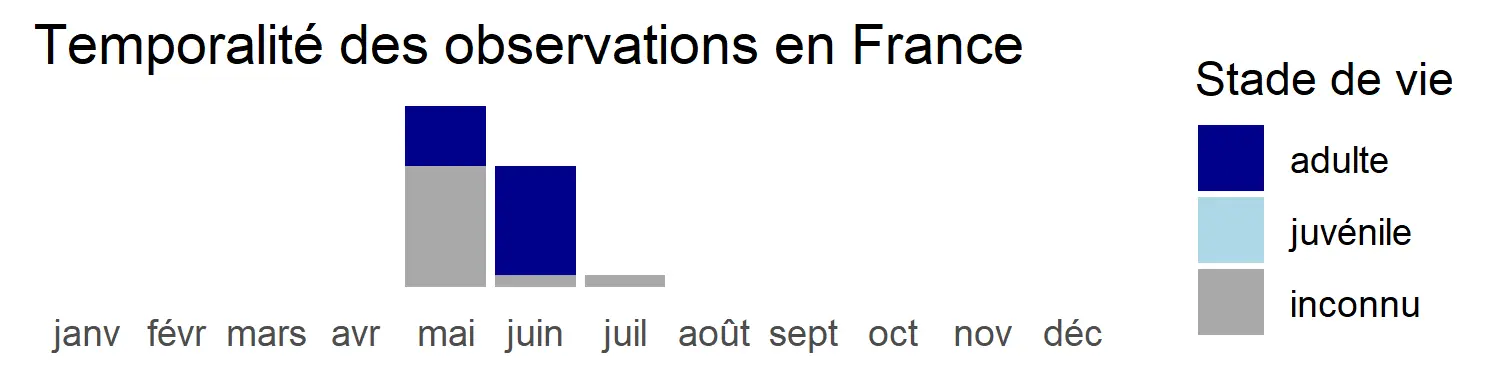 Temporalité des observations en France
Stade de vie
adulte
juvénile
inconnu
janv févr mars avr mai juin juil août sept oct nov déc